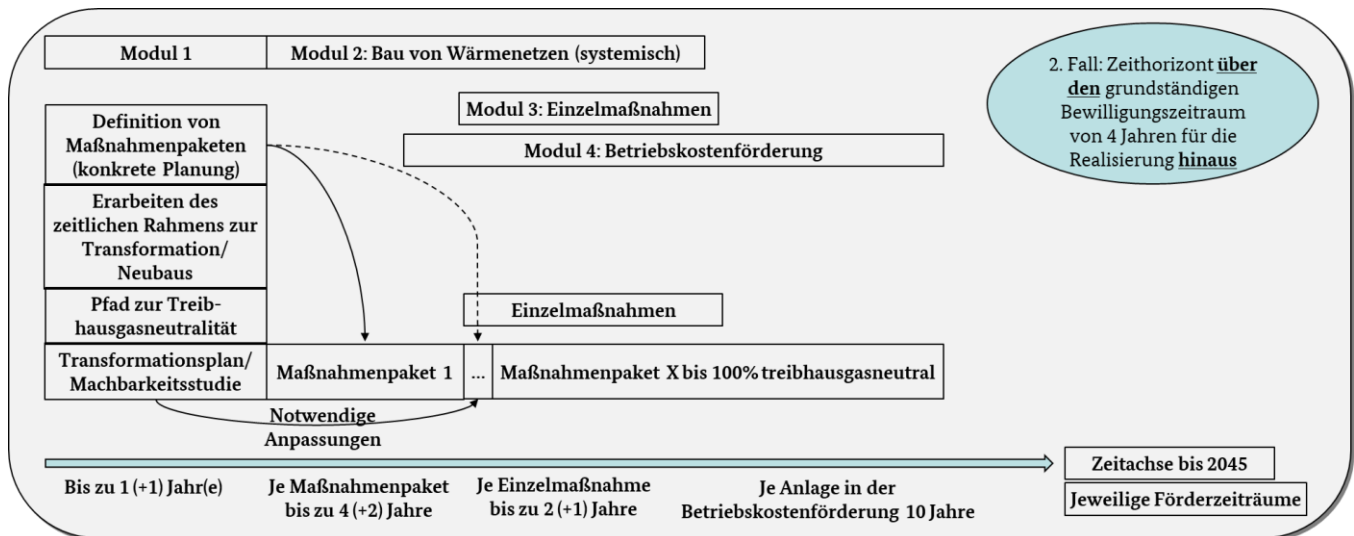 Modul 1
Modul 2: Bau von Wärmenetzen (systemisch)
2. Fall: Zeithorizont über
den grundständigen
Bewilligungszeitraum
von 4 Jahren für die
Realisierung hinaus
Modul 3: Einzelmaßnahmen
Modul 4: Betriebskostenförderung
Definition von
Maßnahmenpaketen
(konkrete Planung)
Erarbeiten des
zeitlichen Rahmens zur
Transformation/
Neubaus
Pfad zur Treib-
hausgasneutralität
Einzelmaßnahmen
Transformationsplan/
Machbarkeitsstudie
Maßnahmenpaket 1
...
Maßnahmenpaket X bis 100% treibhausgasneutral
Notwendige
Anpassungen
Bis zu 1 (+1) Jahr(e)
Je Maßnahmenpaket
bis zu 4 (+2) Jahre
Je Einzelmaßnahme
bis zu 2 (+1) Jahre
Je Anlage in der
Betriebskostenförderung 10 Jahre
Zeitachse bis 2045
Jeweilige Förderzeiträume